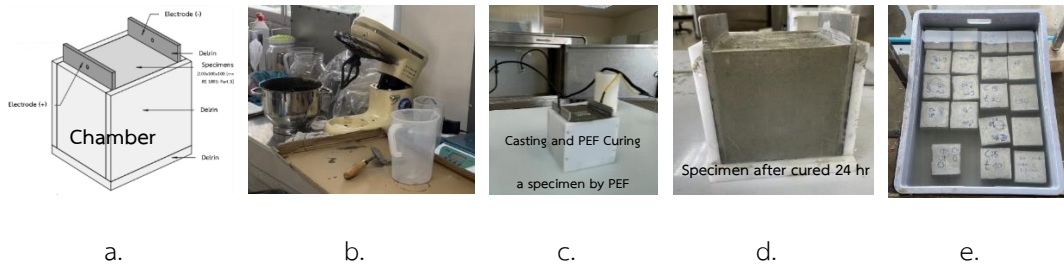 Electrode (-)
Delrin
Specimens
Electrode (+)
Delrin
Chamber
Delrin
Casting and PEF Curing
a specimen by PEF
Specimen after cured 24 hr
a.
b.
c.
d.
e.